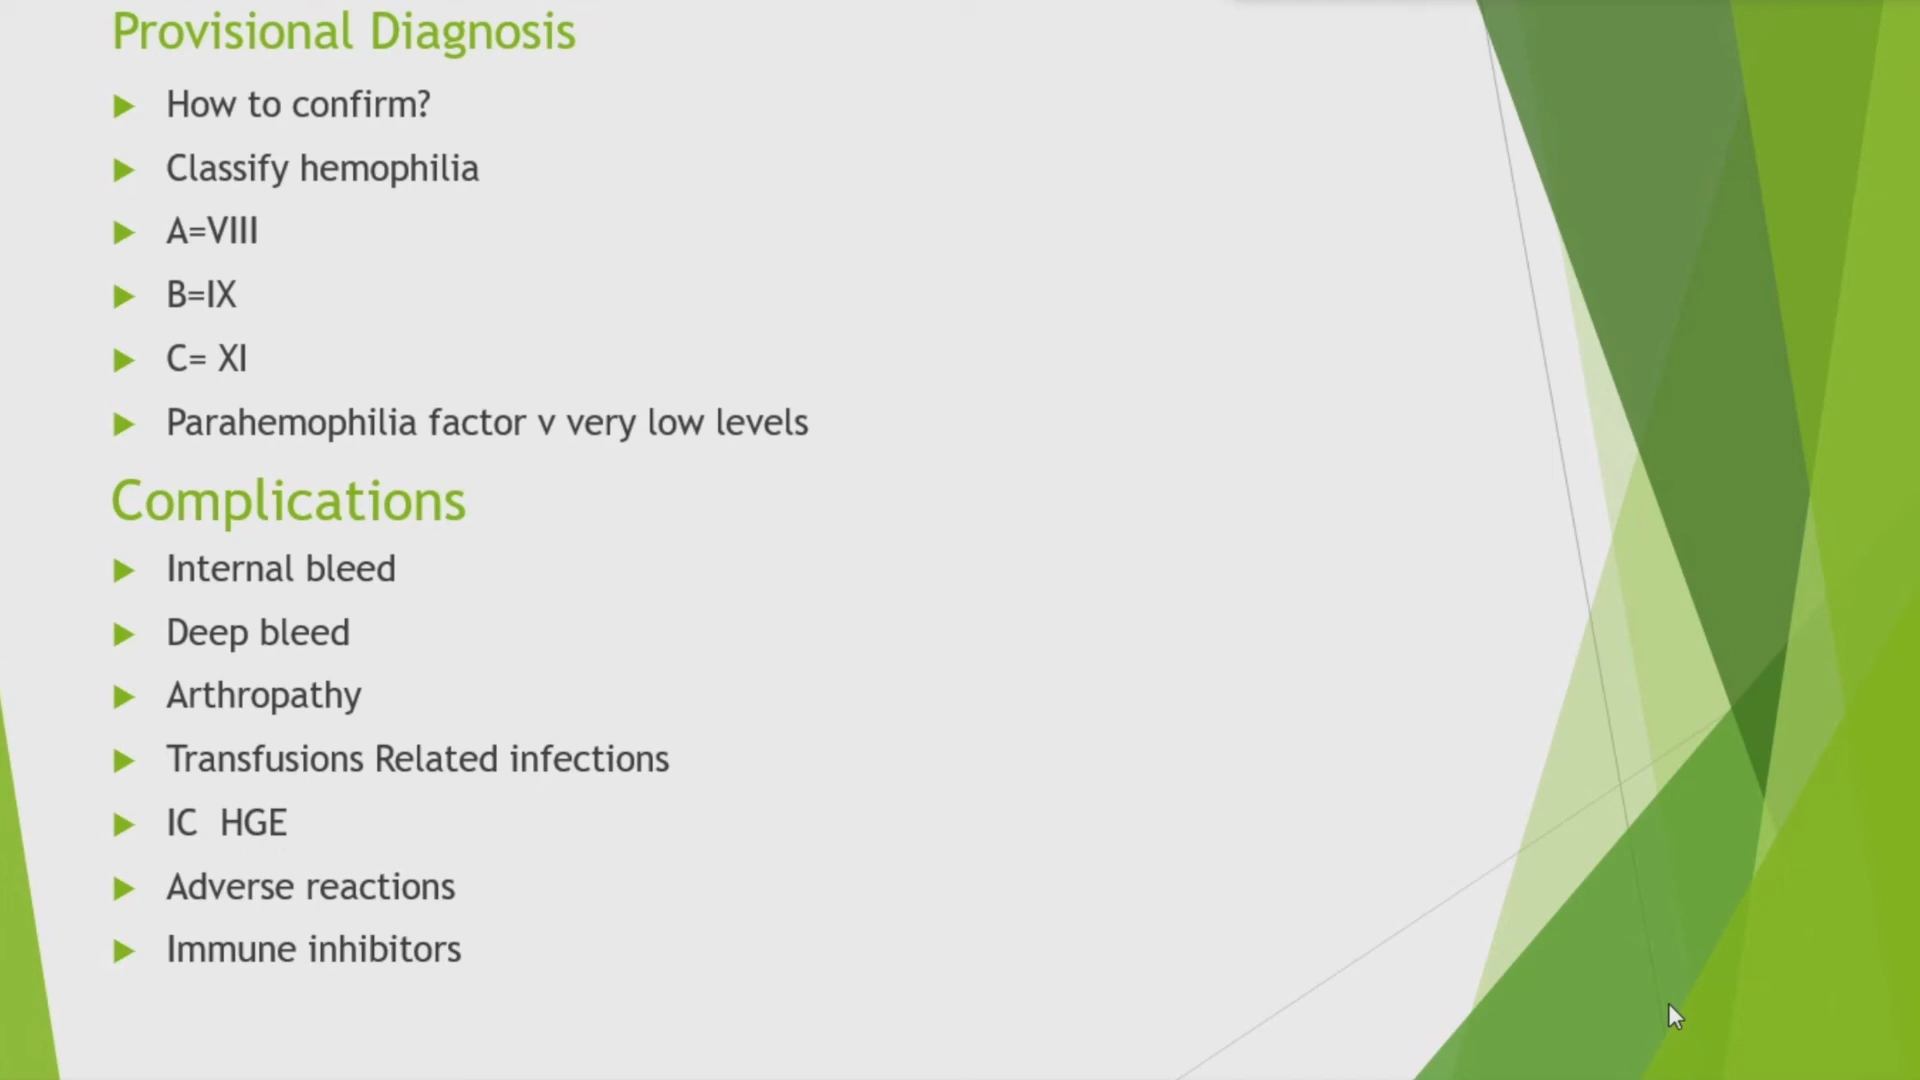 Provisional Diagnosis
How to confirm?
Classify hemophilia
A=VIII
B=IX
C= XI
Parahemophilia factor v very low levels
Complications
Internal bleed
Deep bleed
Arthropathy
Transfusions Related infections
IC  HGE
Adverse reactions
Immune inhibitors